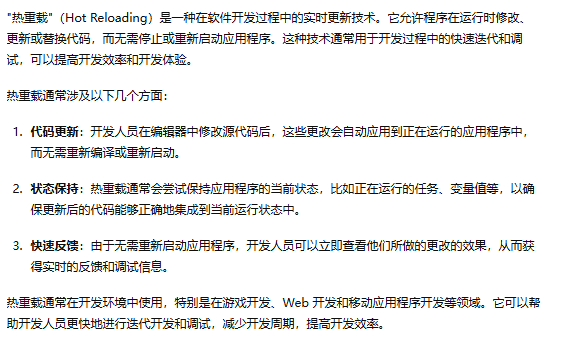 "热重载"（Hot Reloading）是一种在软件开发过程中的实时更新技术。它允许程序在运行时修改、
更新或替换代码，而无需停止或重新启动应用程序。这种技术通常用于开发过程中的快速迭代和调
试，可以提高开发效率和开发体验。
热重载通常涉及以下几个方面：
1. 代码更新：开发人员在编辑器中修改源代码后，这些更改会自动应用到正在运行的应用程序中，
而无需重新编译或重新启动。
2. 状态保持：热重载通常会尝试保持应用程序的当前状态，比如正在运行的任务、变量值等，以确
保更新后的代码能够正确地集成到当前运行状态中。
3. 快速反馈：由于无需重新启动应用程序，开发人员可以立即查看他们所做的更改的效果，从而获
得实时的反馈和调试信息。
热重载通常在开发环境中使用，特别是在游戏开发、Web 开发和移动应用程序开发等领域。它可以帮
助开发人员更快地进行迭代开发和调试，减少开发周期，提高开发效率。